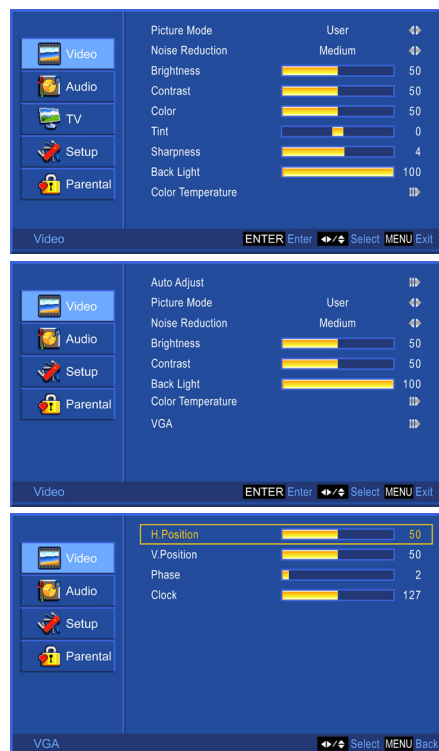 Picture Mode User
Video
Noise Reduction Medium
Brightness 50
Audio
Contrast 50
Color 50
TV
Tint 0
Setup
Sharpness 4
Back Light 100
Parental
Color Temperature
Video ENTER Enter / Select MENU Exit
Auto Adjust
Video
Picture Mode User
Noise Reduction Medium
Audio
Brightness 50
Contrast 50
Setup
Back Light 100
Parental
Color Temperature
VGA
Video ENTER Enter / Select MENU Exit
H.Position 50
Video
V.Position 50
Phase 2
Audio
Clock 127
Setup
Parental
VGA / Select MENU Back